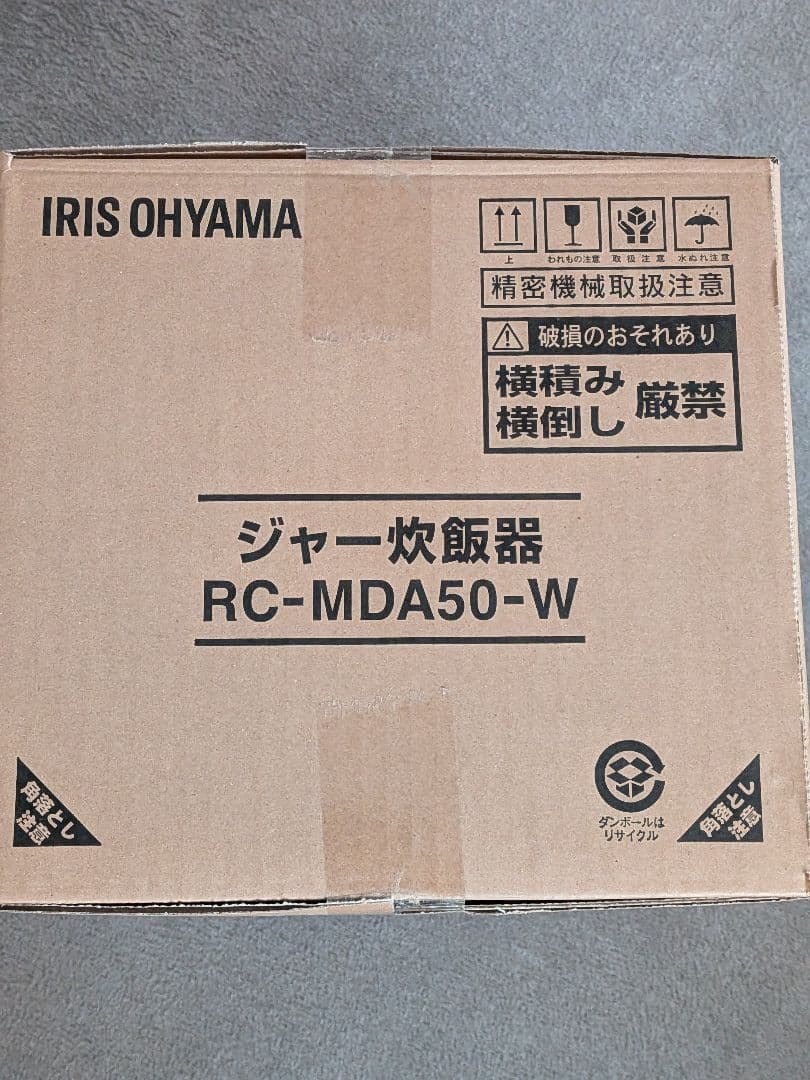 IRIS OHYAMA
上
われもの注意
取扱注意
水ぬれ注意
精密機械取扱注意
破損のおそれあり
横積み
横倒し
厳禁
ジャー炊飯器
RC-MDA50-W
角落とし
注意
ダンボールは
リサイクル
角落とし
注意